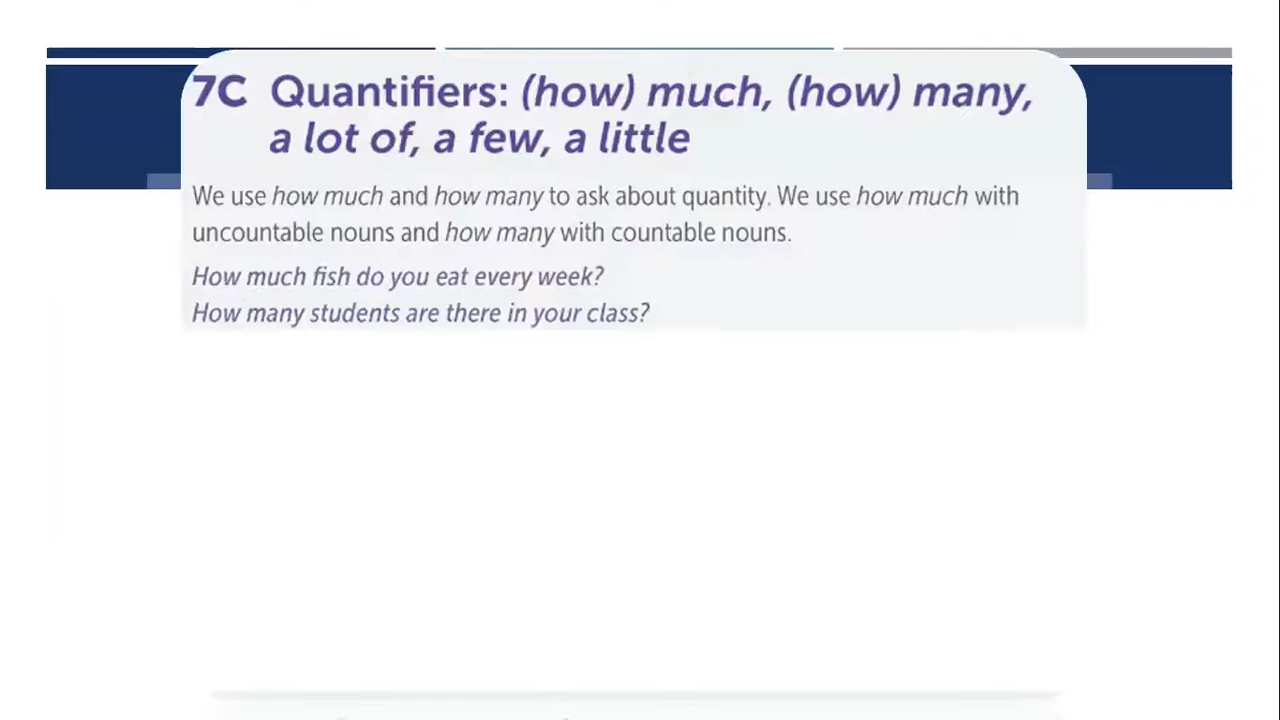 7C Quantifiers: (how) much, (how) many,
a lot of, a few, a little
We use how much and how many to ask about quantity. We use how much with
uncountable nouns and how many with countable nouns.
How much fish do you eat every week?
How many students are there in your class?